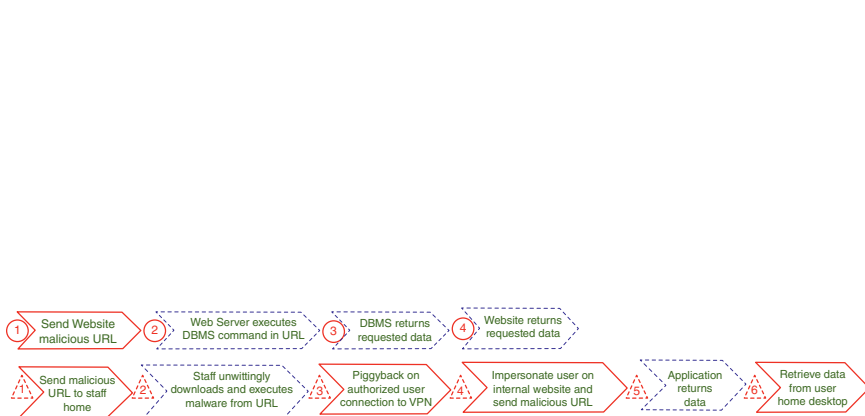 1
Send Website
malicious URL
2
Web Server executes
DBMS command in URL
3
DBMS returns
requested data
4
Website returns
requested data
1
Send malicious
URL to staff
home
2
Staff unwittingly
downloads and executes
malware from URL
3
Piggyback on
authorized user
connection to VPN
4
Impersonate user on
internal website and
send malicious URL
5
Application
returns
data
6
Retrieve data
from user
home desktop